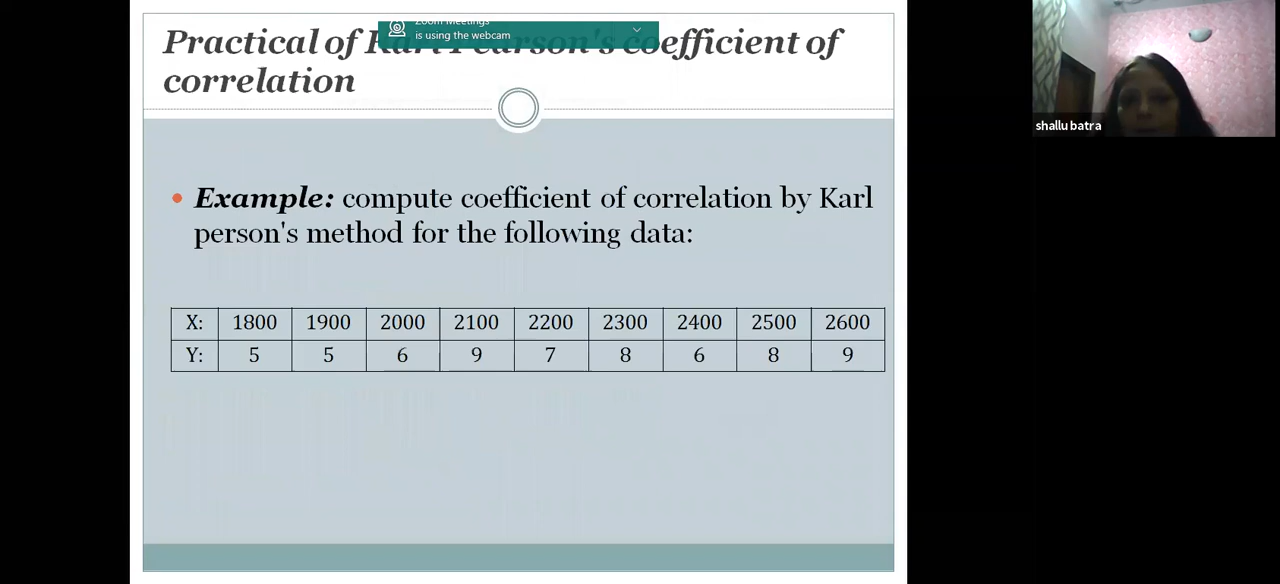 Practical of Karl Pearson's coefficient of
correlation
Zoom Meetings
is using the webcam
shallu batra
Example: compute coefficient of correlation by Karl
person's method for the following data:
X: 1800 1900 2000 2100 2200 2300 2400 2500 2600
Y: 5 5 6 9 7 8 6 8 9